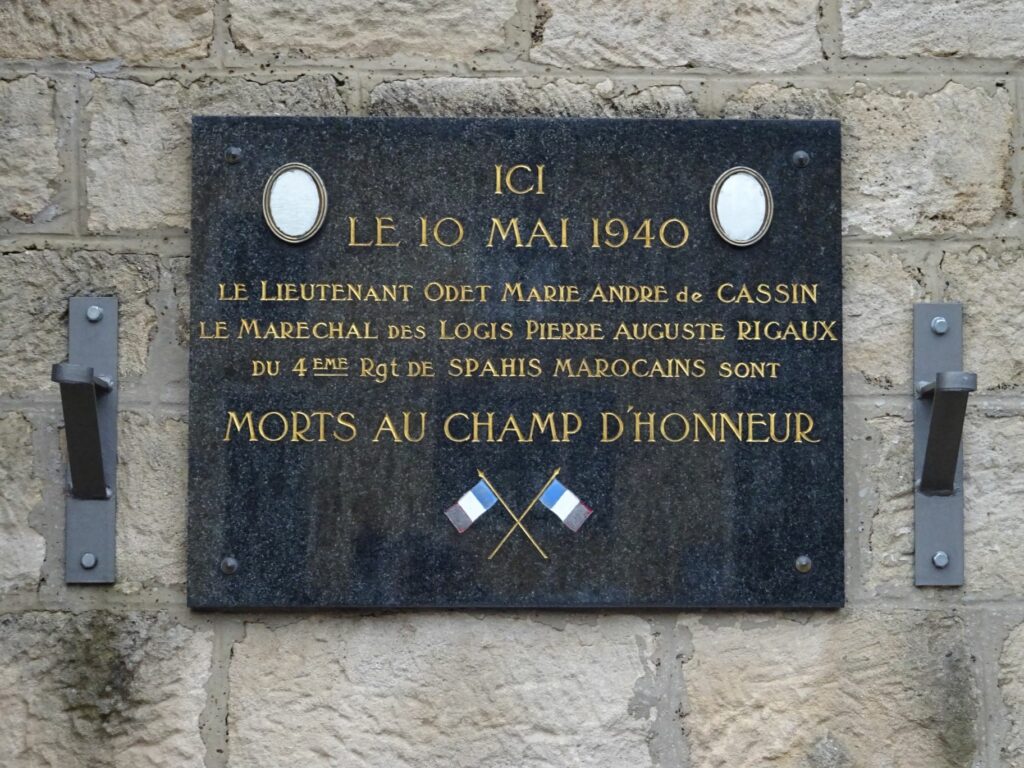 ICI
LE 10 MAI 1940
LE LIEUTENANT ODET MARIE ANDRE de CASSIN
LE MARECHAL DES LOGIS PIERRE AUGUSTE RIGAUX
DU 4EME Rgt DE SPAHIS MAROCAINS SONT
MORTS AU CHAMP D'HONNEUR